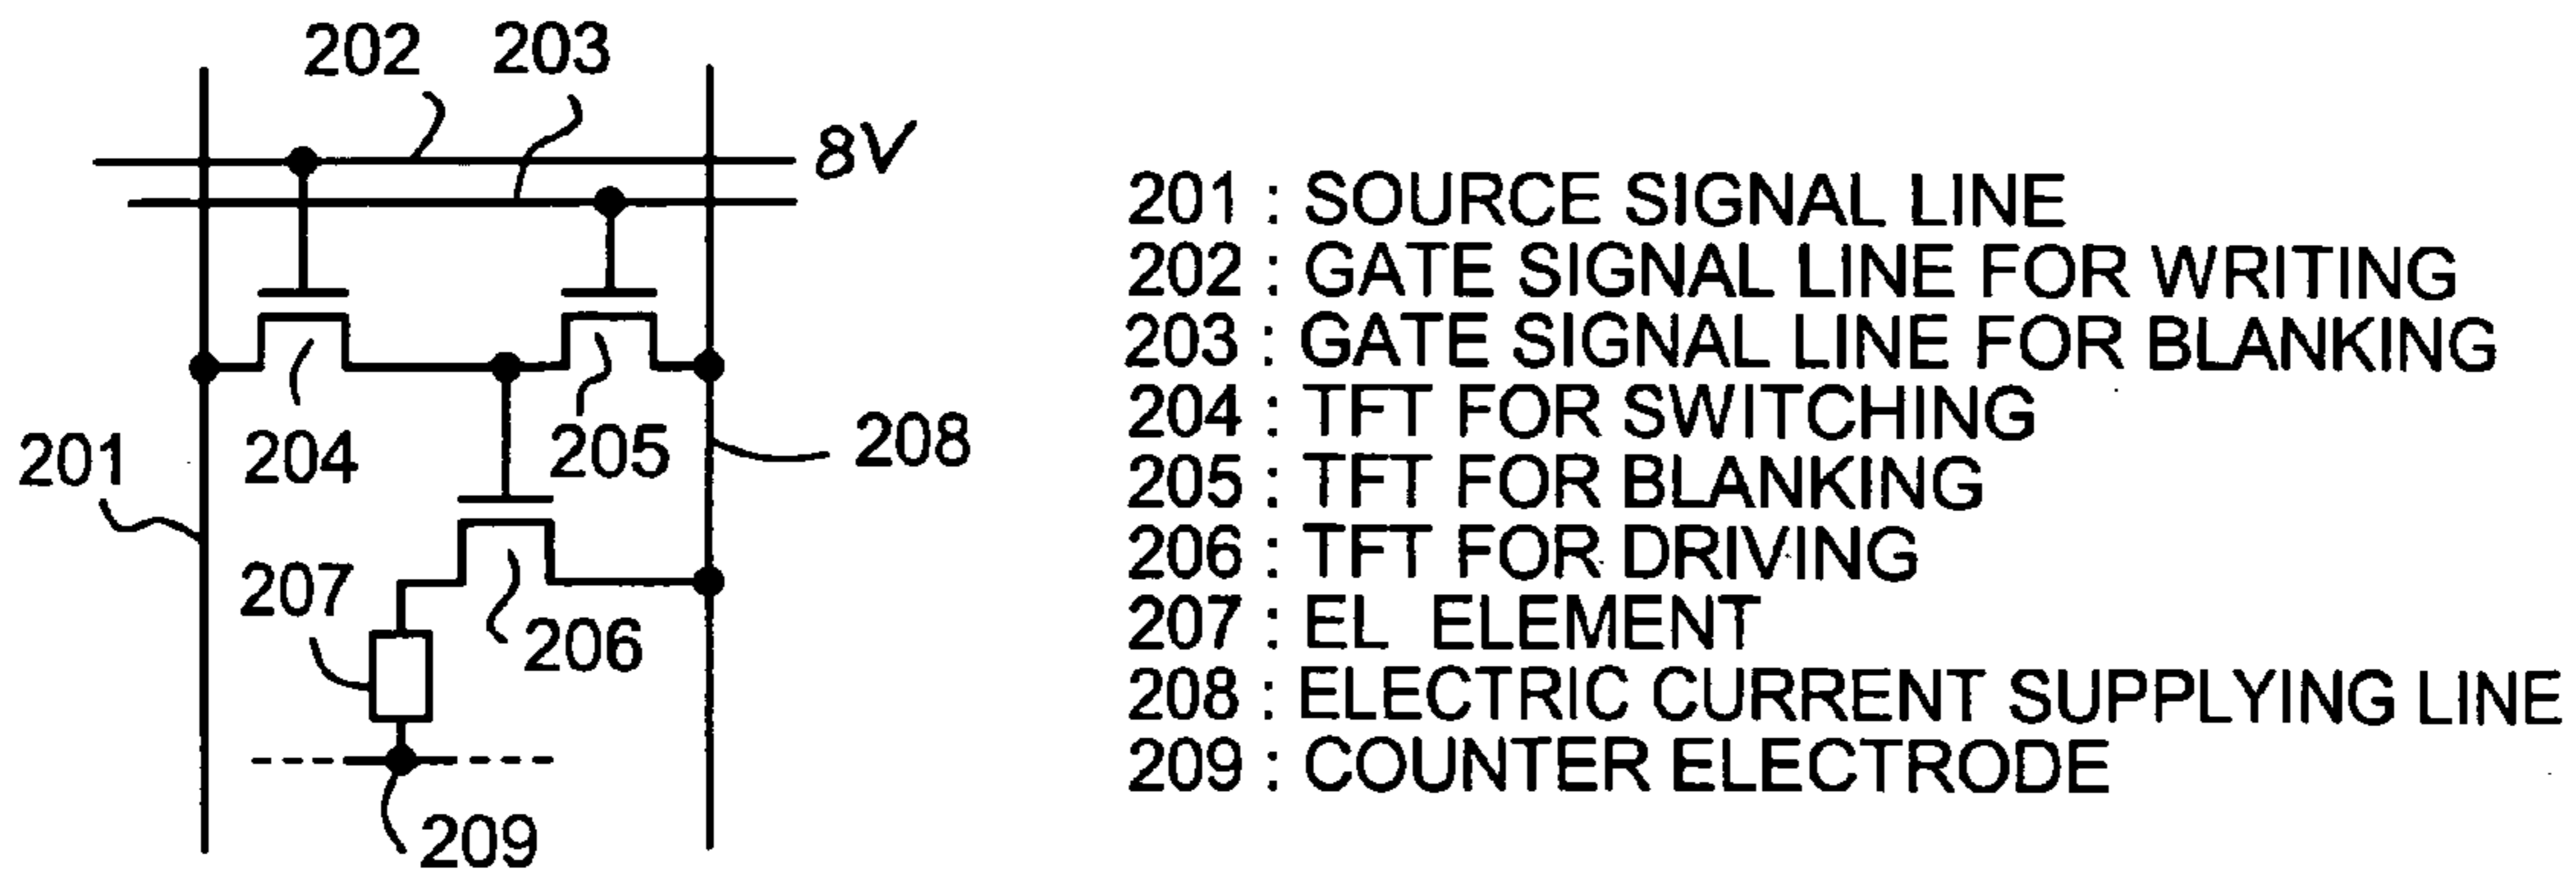 202 203
8V
201 204 205 208
207 206
209
201 : SOURCE SIGNAL LINE
202 : GATE SIGNAL LINE FOR WRITING
203 : GATE SIGNAL LINE FOR BLANKING
204 : TFT FOR SWITCHING
205 : TFT FOR BLANKING
206 : TFT FOR DRIVING
207 : EL ELEMENT
208 : ELECTRIC CURRENT SUPPLYING LINE
209 : COUNTER ELECTRODE